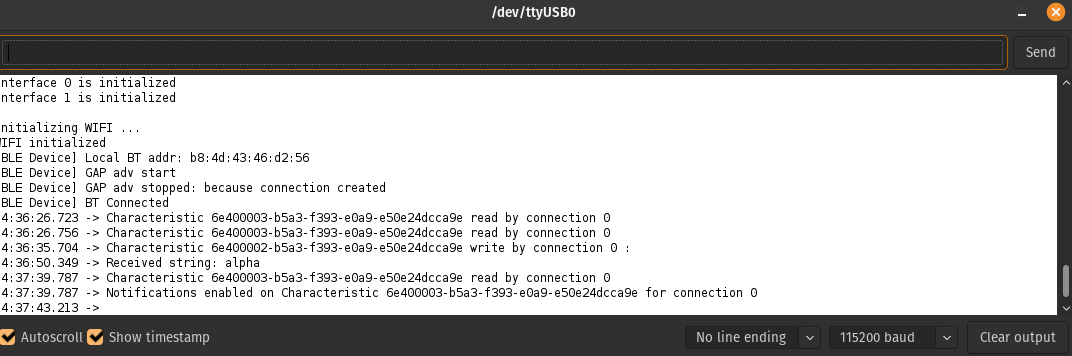 /dev/ttyUSB0
Send
nterface 0 is initialized
nterface 1 is initialized
nitializing WIFI ...
IFI initialized
BLE Device] Local BT addr: b8:4d:43:46:d2:56
BLE Device] GAP adv start
BLE Device] GAP adv stopped: because connection created
BLE Device] BT Connected
4:36:26.723 -> Characteristic 6e400003-b5a3-f393-e0a9-e50e24dcca9e read by connection 0
4:36:26.756 -> Characteristic 6e400003-b5a3-f393-e0a9-e50e24dcca9e read by connection 0
4:36:35.704 -> Characteristic 6e400002-b5a3-f393-e0a9-e50e24dcca9e write by connection 0 :
4:36:50.349 -> Received string: alpha
4:37:39.787 -> Characteristic 6e400003-b5a3-f393-e0a9-e50e24dcca9e read by connection 0
4:37:39.787 -> Notifications enabled on Characteristic 6e400003-b5a3-f393-e0a9-e50e24dcca9e for connection 0
4:37:43.213 ->
Autoscroll Show timestamp No line ending 115200 baud Clear output